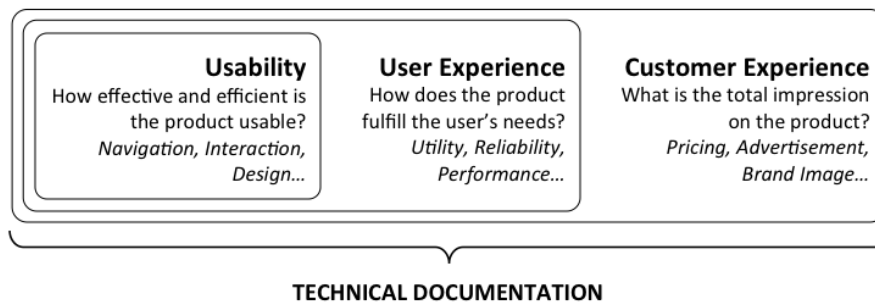 Usability
How effective and efficient is
the product usable?
Navigation, Interaction,
Design...
User Experience
How does the product
fulfill the user's needs?
Utility, Reliability,
Performance...
Customer Experience
What is the total impression
on the product?
Pricing, Advertisement,
Brand Image...
TECHNICAL DOCUMENTATION